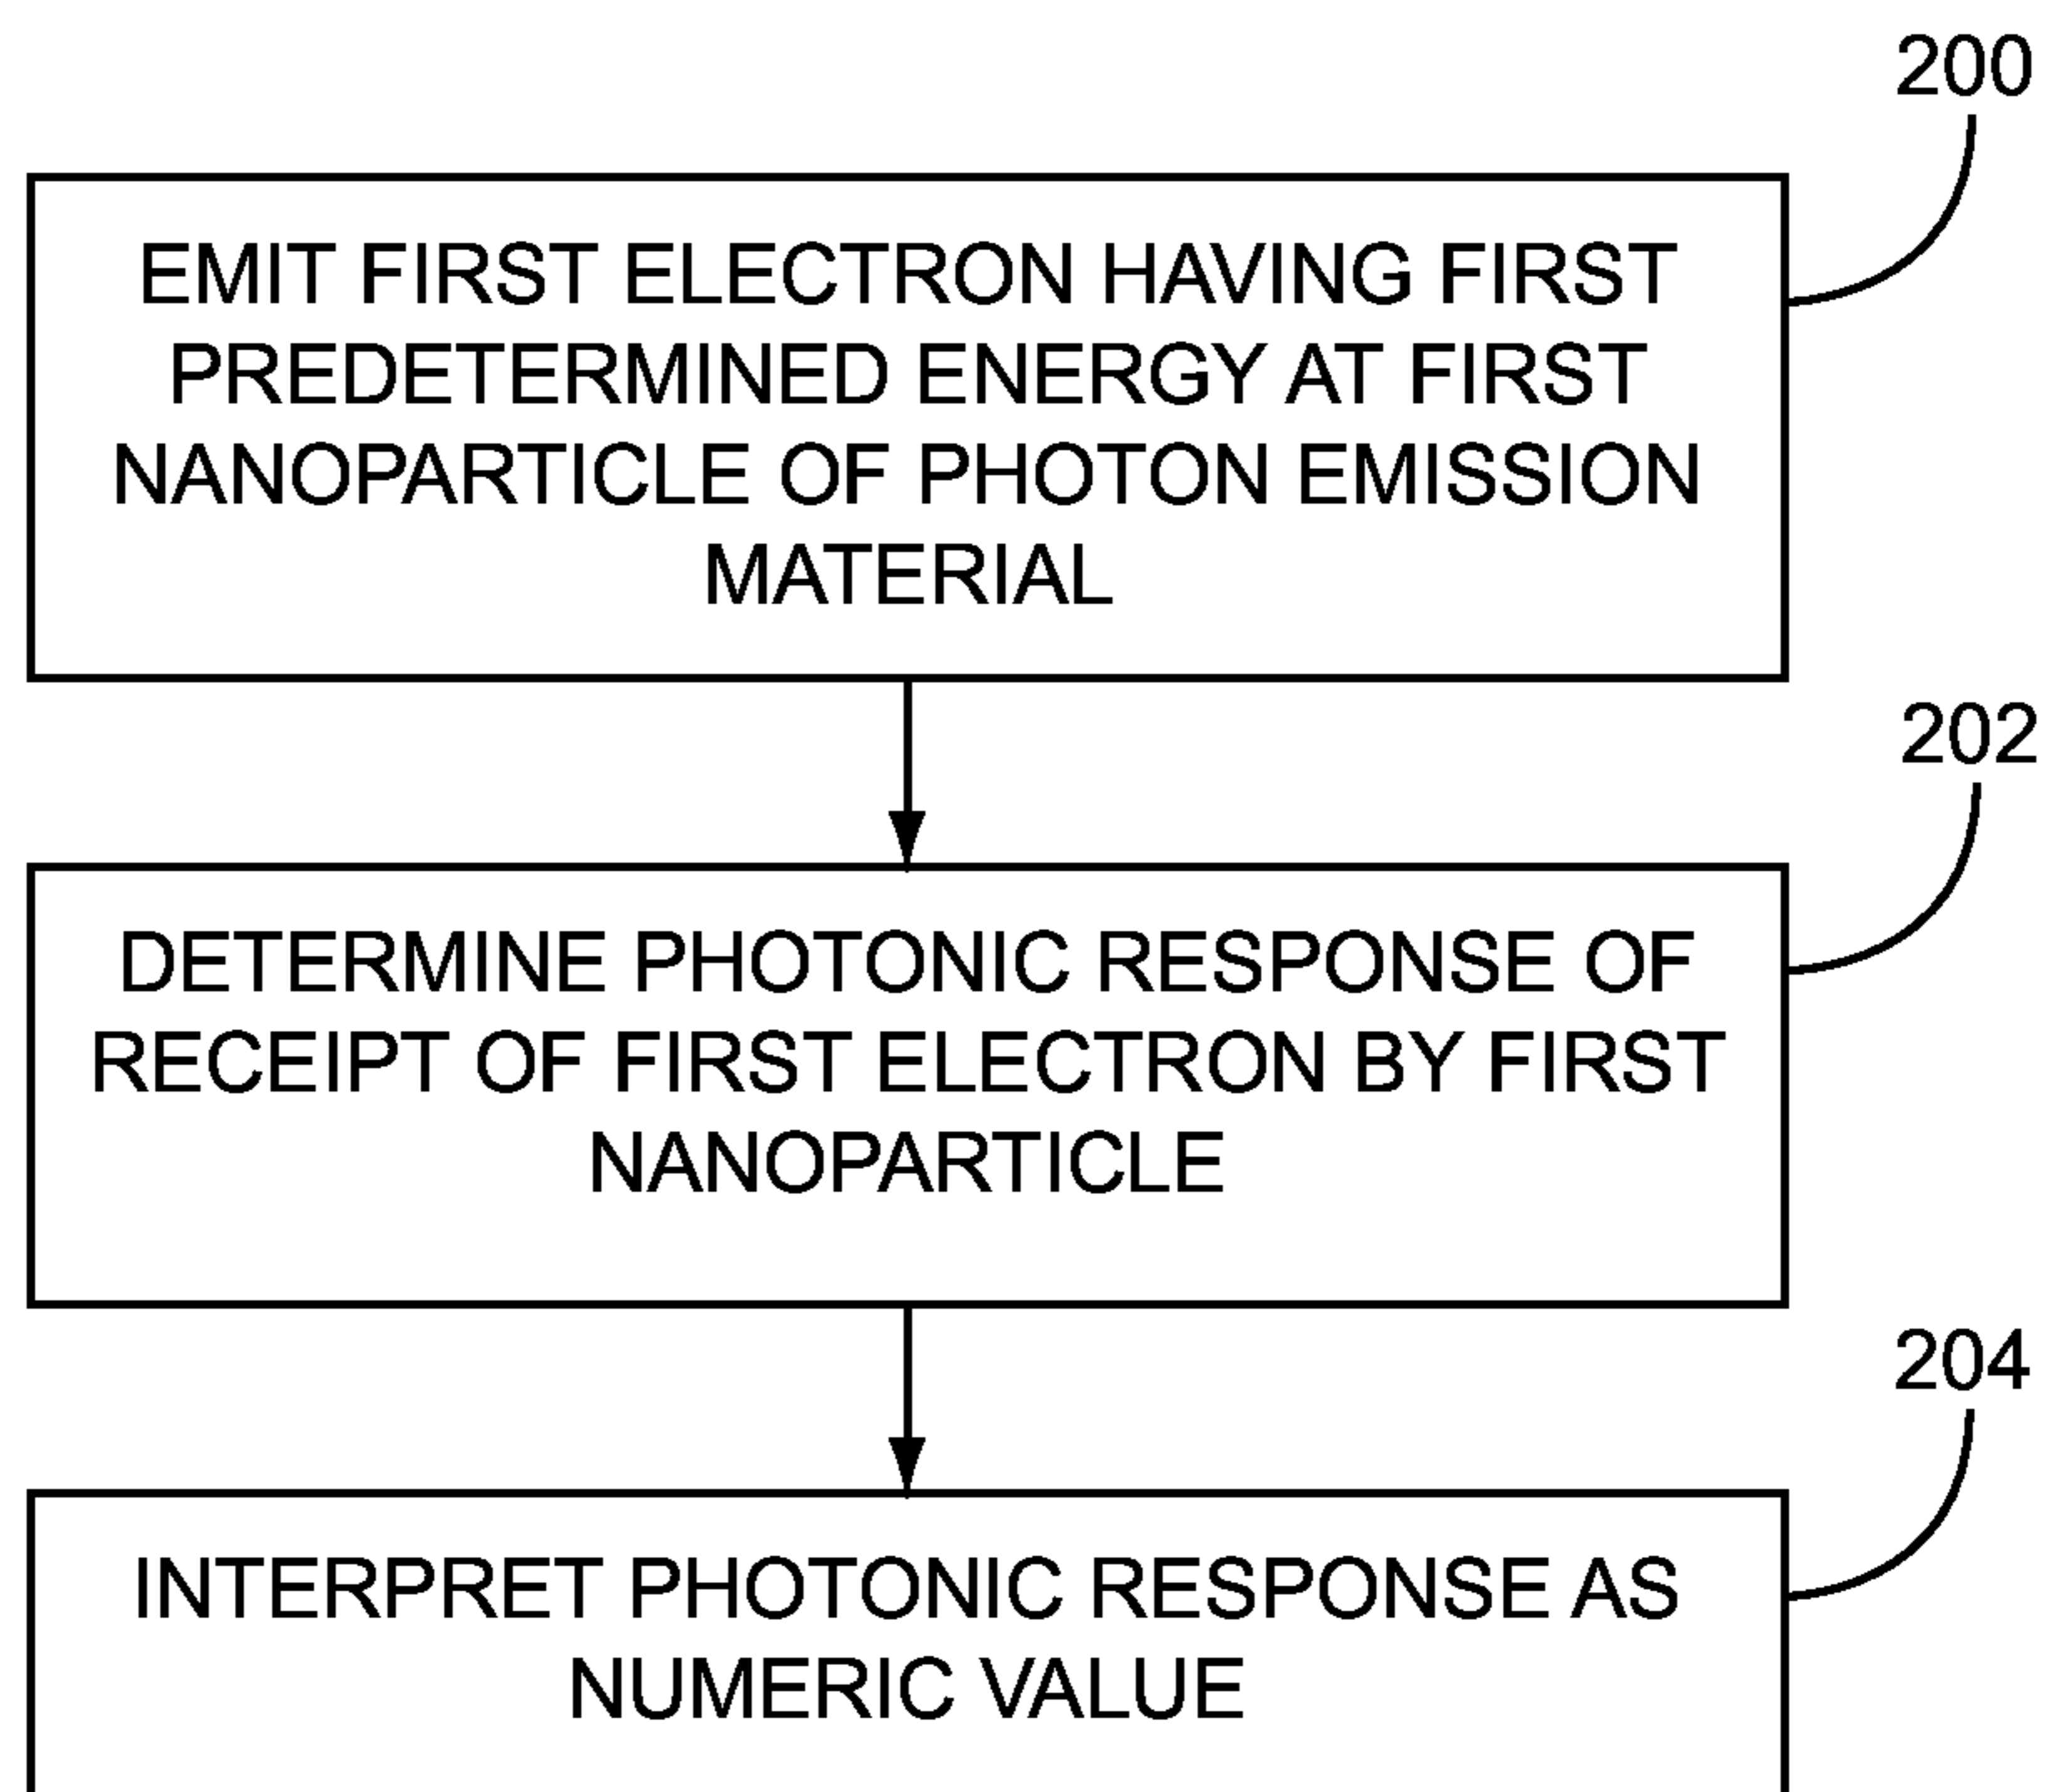 200
EMIT FIRST ELECTRON HAVING FIRST
PREDETERMINED ENERGY AT FIRST
NANOPARTICLE OF PHOTON EMISSION
MATERIAL
202
DETERMINE PHOTONIC RESPONSE OF
RECEIPT OF FIRST ELECTRON BY FIRST
NANOPARTICLE
204
INTERPRET PHOTONIC RESPONSE AS
NUMERIC VALUE